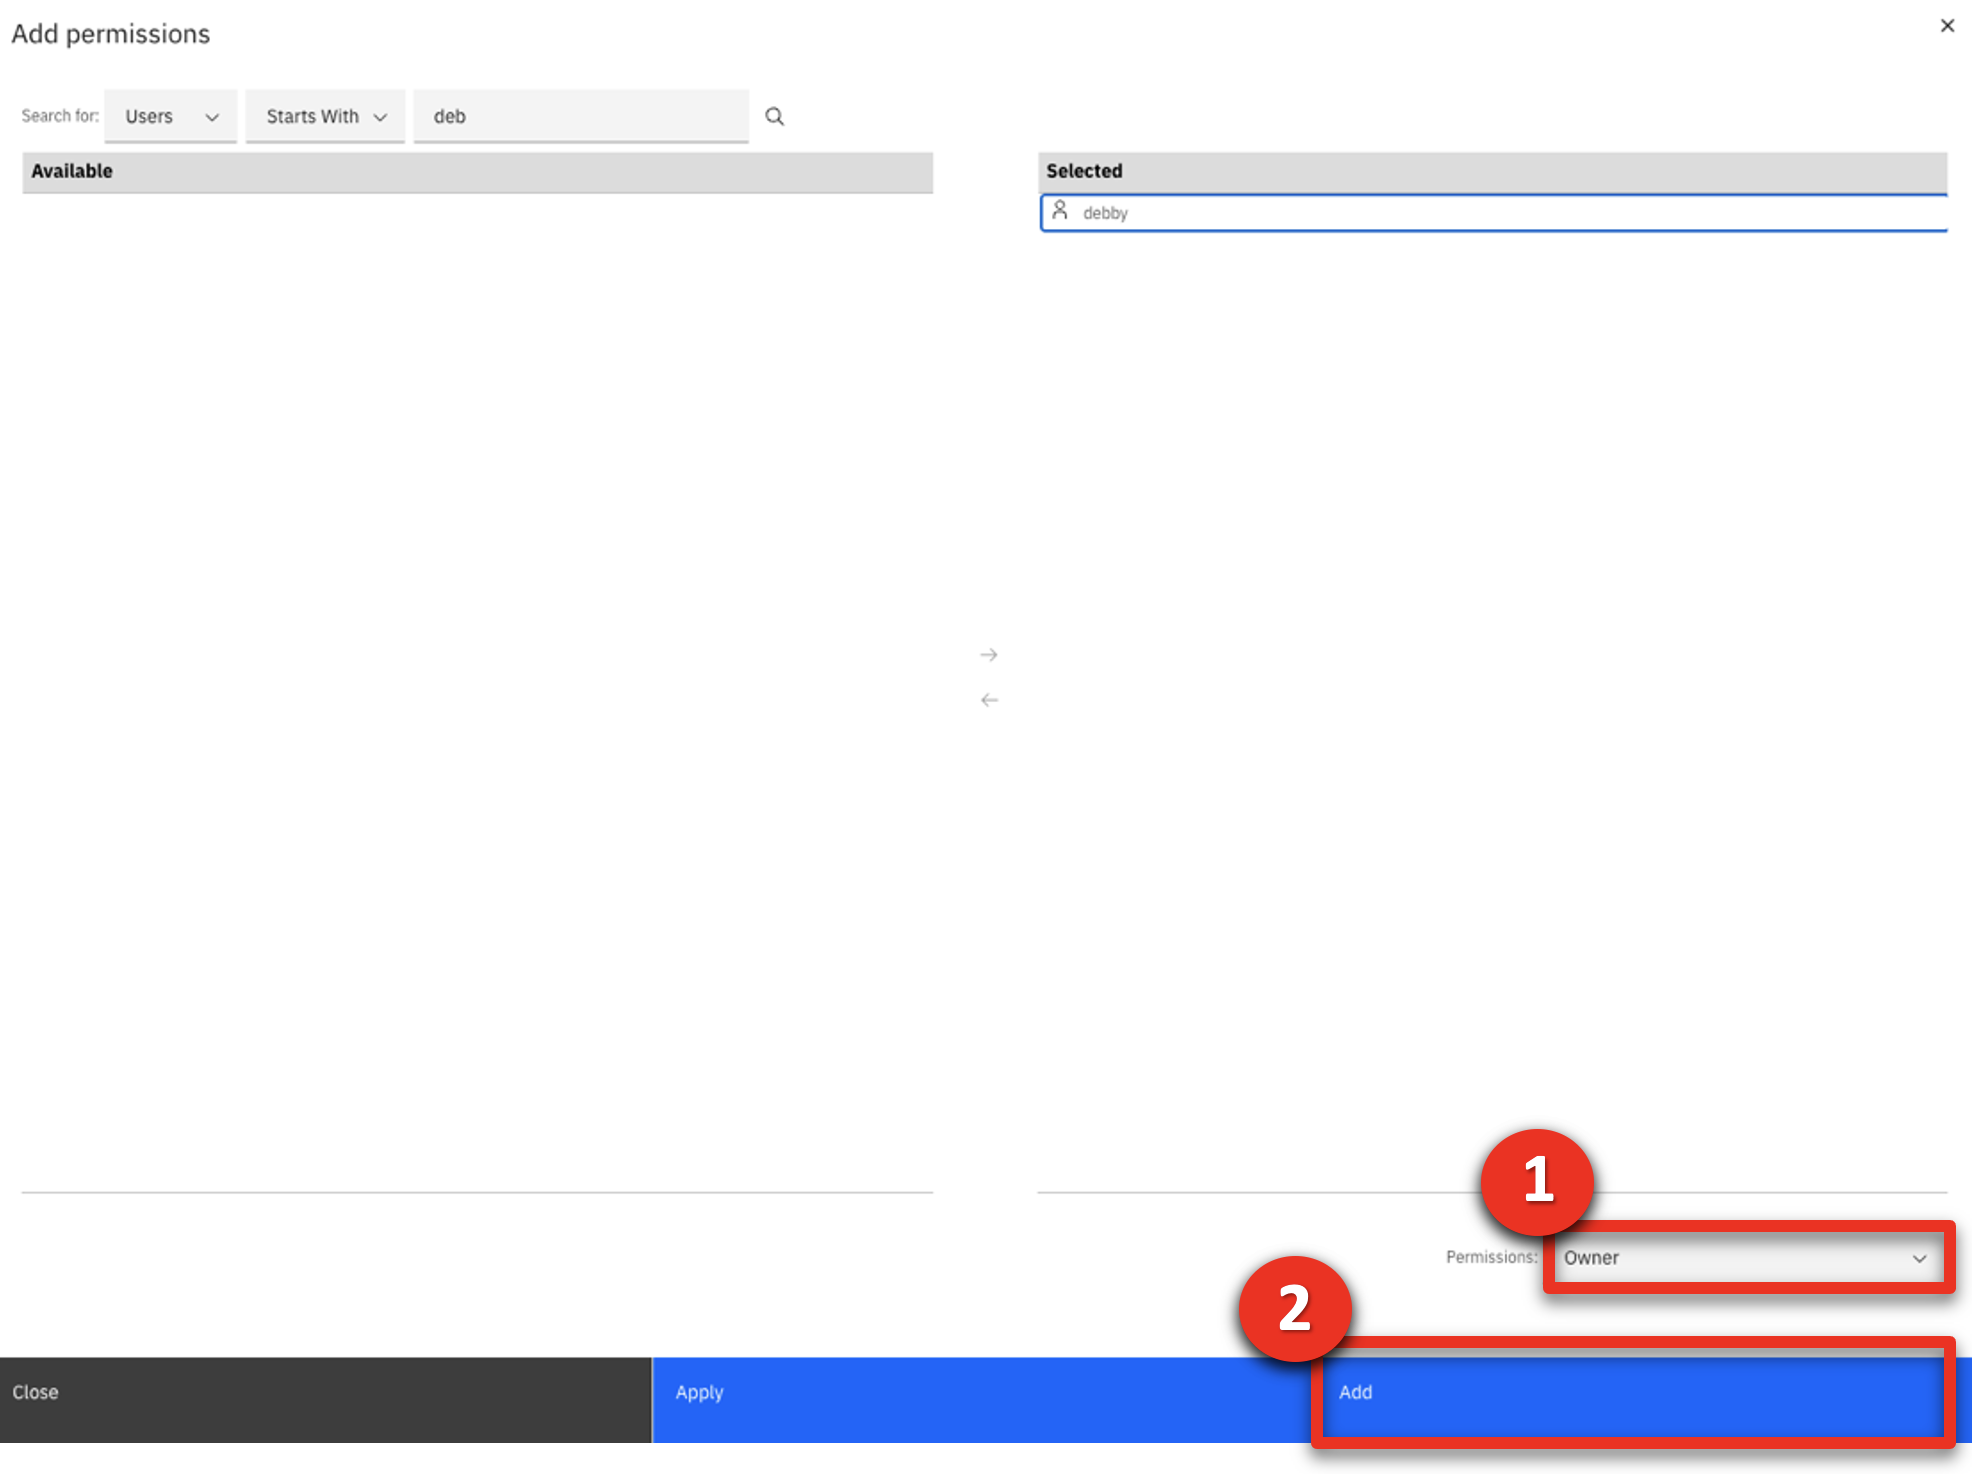 Add permissions
Search for: Users Starts With deb
Available Selected
debby
1
Permissions: Owner
2
Close Apply Add